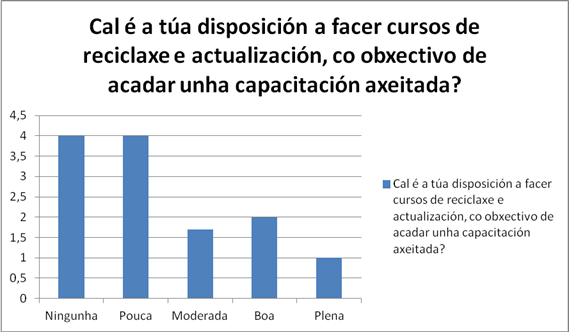 Cal é a túa disposición a facer cursos de
reciclaxe e actualización, co obxectivo de
acadar unha capacitación axeitada?
4,5
4
3,5
3
2,5
2
1,5
1
0,5
0
Ningunha Pouca Moderada Boa Plena
Cal é a túa disposición a facer
cursos de reciclaxe e
actualización, co obxectivo de
acadar unha capacitación
axeitada?